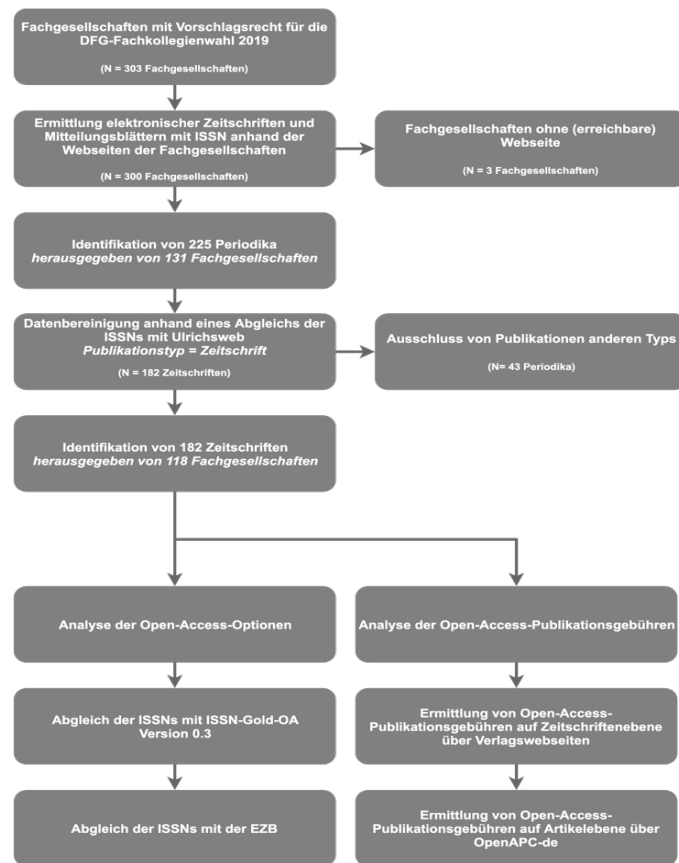 Fachgesellschaften mit Vorschlagsrecht für die
DFG-Fachkollegienwahl 2019
(N = 303 Fachgesellschaften)
Ermittlung elektronischer Zeitschriften und
Mitteilungsblättern mit ISSN anhand der
Webseiten der Fachgesellschaften
(N = 300 Fachgesellschaften)
Fachgesellschaften ohne (erreichbare)
Webseite
(N = 3 Fachgesellschaften)
Identifikation von 225 Periodika
herausgegeben von 131 Fachgesellschaften
Datenbereinigung anhand eines Abgleichs der
ISSNs mit Ulrichsweb
Publikationstyp = Zeitschrift
(N = 182 Zeitschriften)
Ausschluss von Publikationen anderen Typs
(N= 43 Periodika)
Identifikation von 182 Zeitschriften
herausgegeben von 118 Fachgesellschaften
Analyse der Open-Access-Optionen
Analyse der Open-Access-Publikationsgebühren
Abgleich der ISSNs mit ISSN-Gold-OA
Version 0.3
Ermittlung von Open-Access-
Publikationsgebühren auf Zeitschriftenebene
über Verlagswebseiten
Abgleich der ISSNs mit der EZB
Ermittlung von Open-Access-
Publikationsgebühren auf Artikelebene über
OpenAPC-de